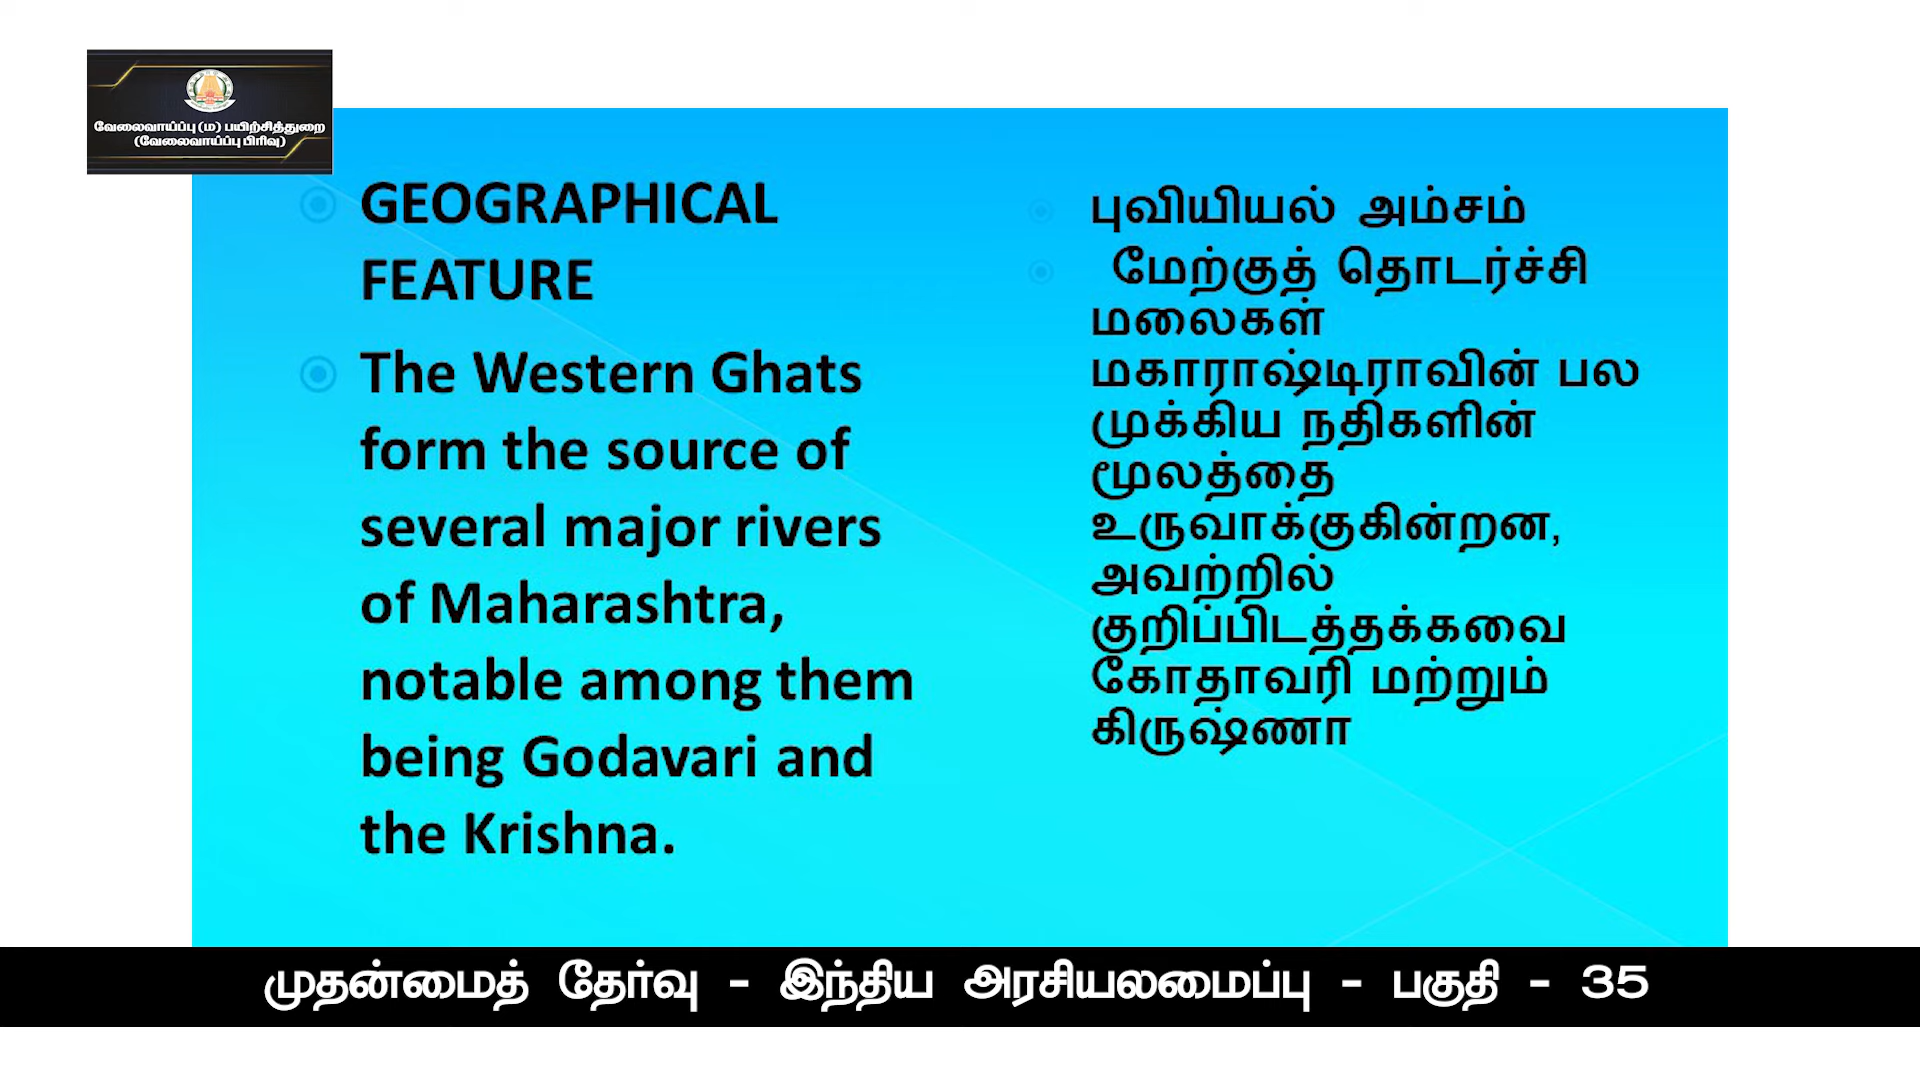 வேலைவாய்ப்பு (ம) பயிற்சித்துறை
(வேலைவாய்ப்பு பிரிவு)
GEOGRAPHICAL
FEATURE
The Western Ghats
form the source of
several major rivers
of Maharashtra,
notable among them
being Godavari and
the Krishna.
புவியியல் அம்சம்
மேற்குத் தொடர்ச்சி
மலைகள்
மகாராஷ்டிராவின் பல
முக்கிய நதிகளின்
மூலத்தை
உருவாக்குகின்றன,
அவற்றில்
குறிப்பிடத்தக்கவை
கோதாவரி மற்றும்
கிருஷ்ணா
முதன்மைத் தேர்வு - இந்திய அரசியலமைப்பு - பகுதி - 35